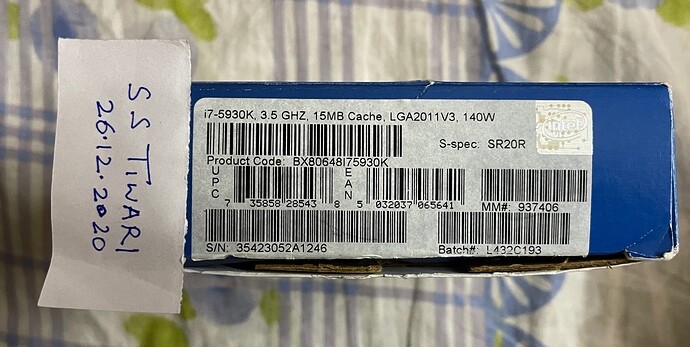 S S TIWARI
26.12.2020
i7-5930K, 3.5 GHZ, 15MB Cache, LGA2011V3, 140W
S-spec: SR20R
Product Code: BX80648I75930K
UPC
EAN
7 35858 28543 8
5 032037 065641
MM#: 937406
S/N: 35423052A1246
Batch#: L432C193
intel